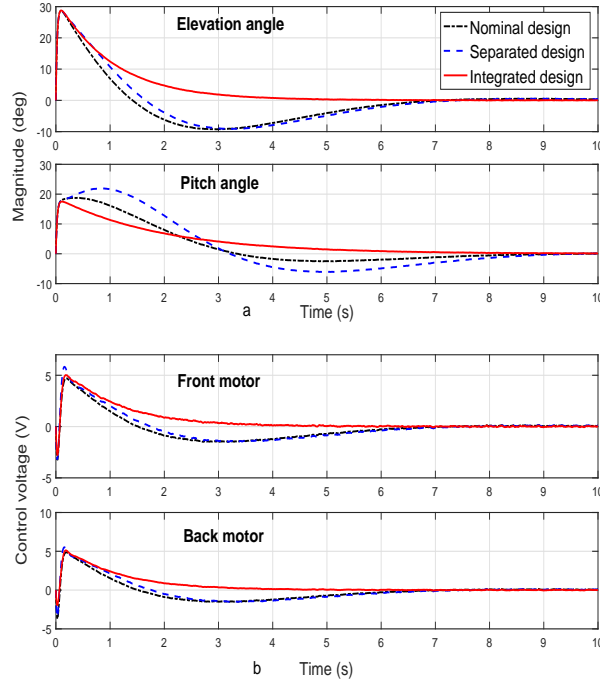 Elevation angle
Nominal design
Separated design
Integrated design
30
20
10
0
-10
0 1 2 3 4 5 6 7 8 9 10
Magnitude (deg)
Pitch angle
30
20
10
0
-10
0 1 2 3 4 5 6 7 8 9 10
a Time (s)
Front motor
5
0
-5
0 1 2 3 4 5 6 7 8 9 10
Control voltage (V)
Back motor
10
5
0
-5
0 1 2 3 4 5 6 7 8 9 10
b Time (s)